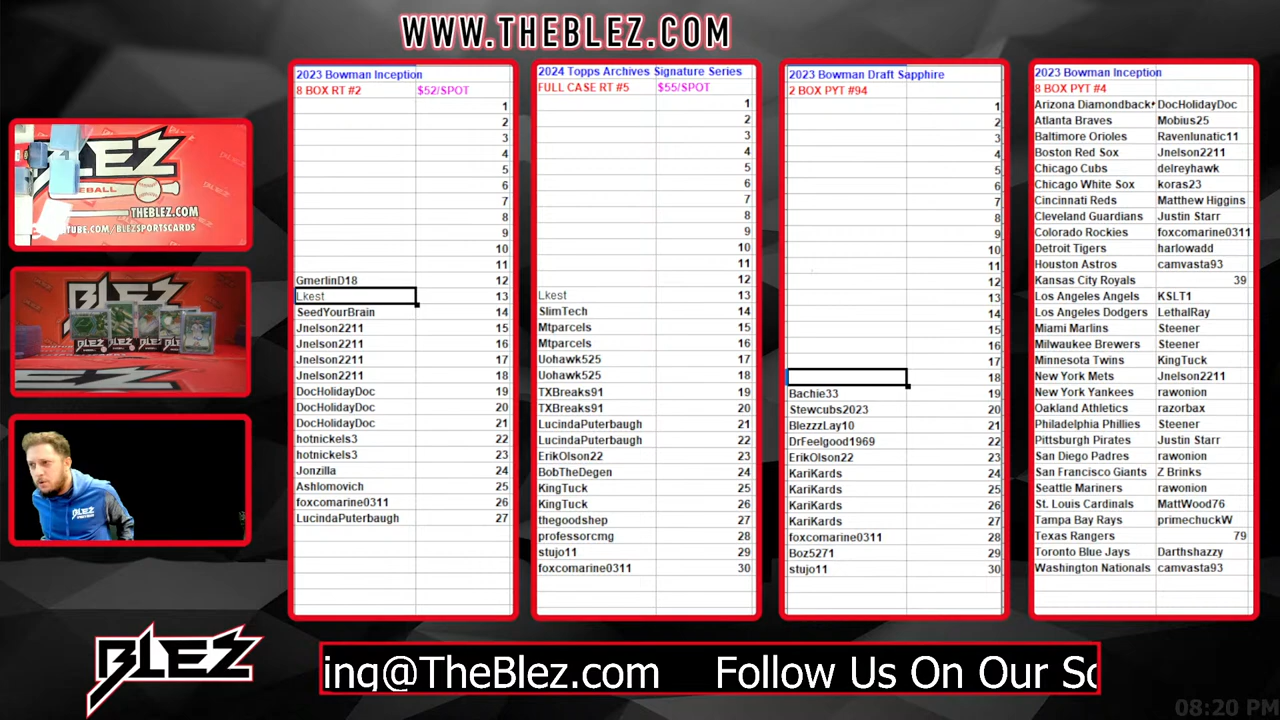 WWW.THEBLEZ.COM
2023 Bowman Inception
8 BOX RT #2 $52/SPOT
1
2
3
4
5
6
7
8
9
10
11
GmerlinD18 12
Lkest 13
SeedYourBrain 14
Jnelson2211 15
Jnelson2211 16
Jnelson2211 17
Jnelson2211 18
DocHolidayDoc 19
DocHolidayDoc 20
DocHolidayDoc 21
hotnickels3 22
hotnickels3 23
Jonzilla 24
Ashlomovich 25
foxcomarine0311 26
LucindaPuterbaugh 27
2024 Topps Archives Signature Series
FULL CASE RT #5 $55/SPOT
1
2
3
4
5
6
7
8
9
10
11
12
Lkest 13
SlimTech 14
Mtparcels 15
Mtparcels 16
Uohawk525 17
Uohawk525 18
TXBreaks91 19
TXBreaks91 20
LucindaPuterbaugh 21
LucindaPuterbaugh 22
ErikOlson22 23
BobTheDegen 24
KingTuck 25
KingTuck 26
thegoodshep 27
professorcmg 28
stujo11 29
foxcomarine0311 30
2023 Bowman Draft Sapphire
2 BOX PYT #94
1
2
3
4
5
6
7
8
9
10
11
12
13
14
15
16
17
18
Bachie33 19
Stewcubs2023 20
BlezzzLay10 21
DrFeelgood1969 22
ErikOlson22 23
KariKards 24
KariKards 25
KariKards 26
KariKards 27
foxcomarine0311 28
Boz5271 29
stujo11 30
2023 Bowman Inception
8 BOX PYT #4
Arizona Diamondback DocHolidayDoc
Atlanta Braves Mobius25
Baltimore Orioles Ravenlunatic11
Boston Red Sox Jnelson2211
Chicago Cubs delreyhawk
Chicago White Sox koras23
Cincinnati Reds Matthew Higgins
Cleveland Guardians Justin Starr
Colorado Rockies foxcomarine0311
Detroit Tigers harlowadd
Houston Astros camvasta93
Kansas City Royals 39
Los Angeles Angels KSLT1
Los Angeles Dodgers LethalRay
Miami Marlins Steener
Milwaukee Brewers Steener
Minnesota Twins KingTuck
New York Mets Jnelson2211
New York Yankees rawonion
Oakland Athletics razorbax
Philadelphia Phillies Steener
Pittsburgh Pirates Justin Starr
San Diego Padres rawonion
San Francisco Giants Z Brinks
Seattle Mariners rawonion
St. Louis Cardinals MattWood76
Tampa Bay Rays primechuckW
Texas Rangers 79
Toronto Blue Jays Darthshazzy
Washington Nationals camvasta93
BLEZ
THEBLEZ.COM
BLEZ
BLEZ
BLEZ
ing@TheBlez.com Follow Us On Our So
08:20 PM